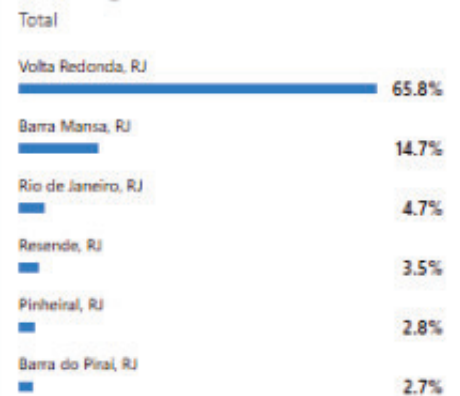 Total
Volta Redonda, RJ
65.8%
Barra Mansa, RJ
14.7%
Rio de Janeiro, RJ
4.7%
Resende, RJ
3.5%
Pinheiral, RJ
2.8%
Barra do Piraí, RJ
2.7%